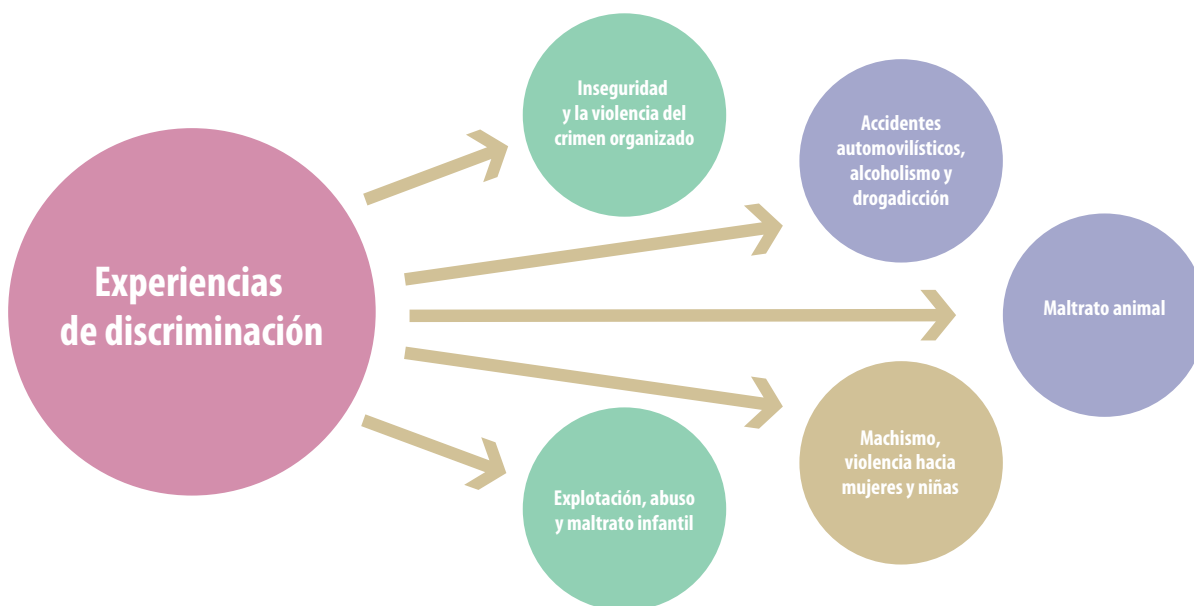 Experiencias
de discriminación
Inseguridad
y la violencia del
crimen organizado
Accidentes
automovilísticos,
alcoholismo y
drogadicción
Maltrato animal
Machismo,
violencia hacia
mujeres y niñas
Explotación, abuso
y maltrato infantil